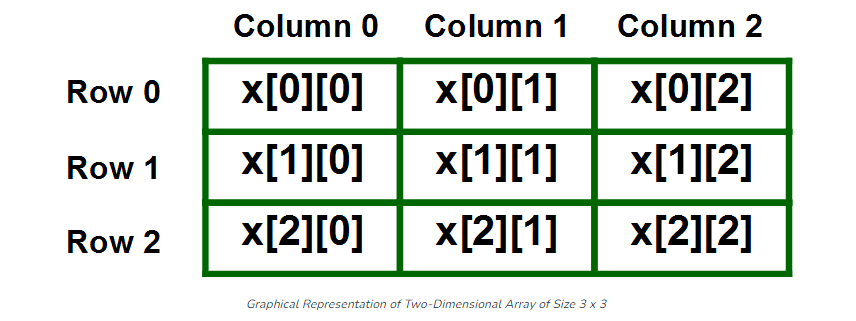 Column 0 Column 1 Column 2
Row 0 x[0][0] x[0][1] x[0][2]
Row 1 x[1][0] x[1][1] x[1][2]
Row 2 x[2][0] x[2][1] x[2][2]
Graphical Representation of Two-Dimensional Array of Size 3 x 3